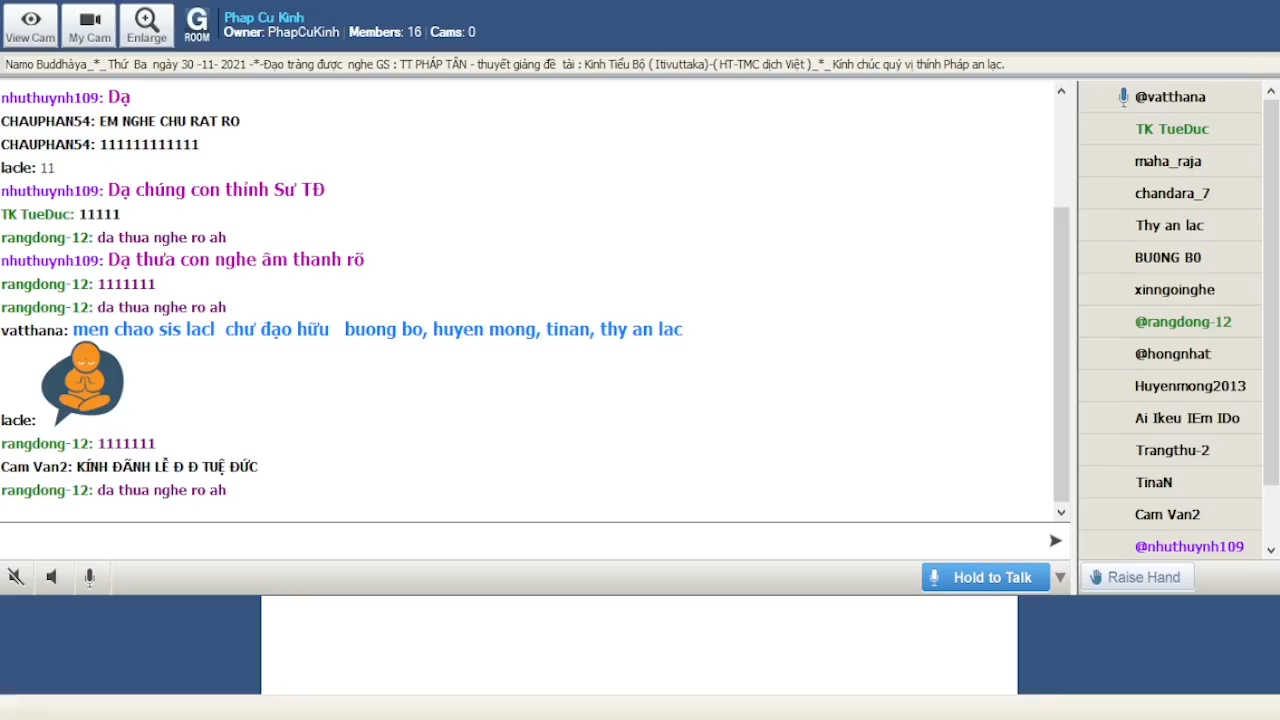 View Cam
My Cam
Enlarge
G
ROOM
Phap Cu Kinh
Owner: PhapCuKinh | Members: 16 | Cams: 0
Namo Buddhàya_*_Thứ Ba ngày 30 -11- 2021 -*-Đạo tràng được nghe GS : TT PHÁP TÂN - thuyết giảng đề tài : Kinh Tiểu Bộ ( Itivuttaka)-( HT-TMC dịch Việt )_*_ Kính chúc quý vị thính Pháp an lạc.
nhuthuynh109: Dạ
CHAUPHAN54: EM NGHE CHU RAT RO
CHAUPHAN54: 111111111111
lacle: 11
nhuthuynh109: Dạ chúng con thỉnh Sư TĐ
TK TueDuc: 11111
rangdong-12: da thua nghe ro ah
nhuthuynh109: Dạ thưa con nghe âm thanh rõ
rangdong-12: 1111111
rangdong-12: da thua nghe ro ah
vatthana: men chao sis lacl chư đạo hữu buong bo, huyen mong, tinan, thy an lac
lacle:
rangdong-12: 1111111
Cam Van2: KÍNH ĐÃNH LỄ Đ Đ TUỆ ĐỨC
rangdong-12: da thua nghe ro ah
@vatthana
TK TueDuc
maha_raja
chandara_7
Thy an lac
BU0NG B0
xinngoinghe
@rangdong-12
@hongnhat
Huyenmong2013
Ai Ikeu IEm IDo
Trangthu-2
TinaN
Cam Van2
@nhuthuynh109
Hold to Talk
Raise Hand